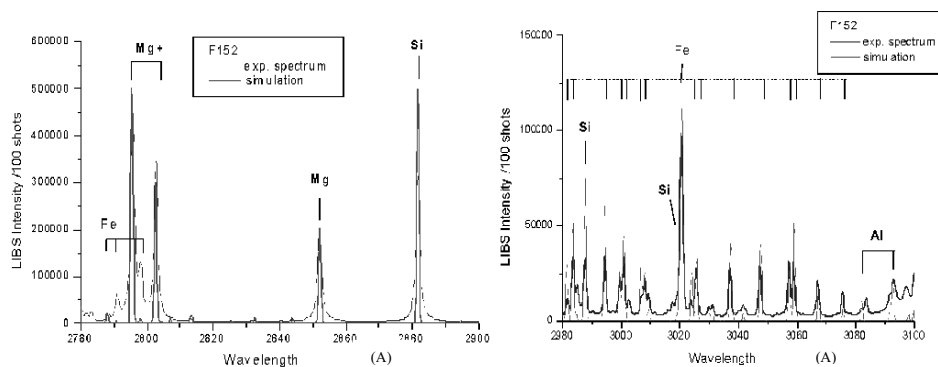 F152
exp. spectrum
simulation
Mg+
Fe
Mg
Si
LIBS Intensity /100 shots
600000
500000
400000
300000
200000
100000
0
2780
2800
2820
2840
2860
2880
2900
Wavelength
(A)
F152
exp. spectrum
simulation
Fe
Si
Si
Al
LIBS Intensity /100 shots
150000
100000
50000
0
2980
3000
3020
3040
3060
3080
3100
Wavelength
(A)